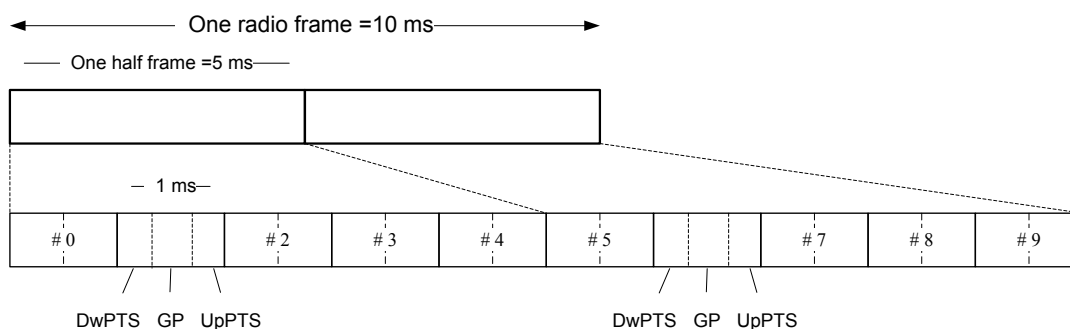 One radio frame =10 ms
One half frame =5 ms
1 ms
# 0 # 2 # 3 # 4 # 5 # 7 # 8 # 9
DwPTS GP UpPTS DwPTS GP UpPTS